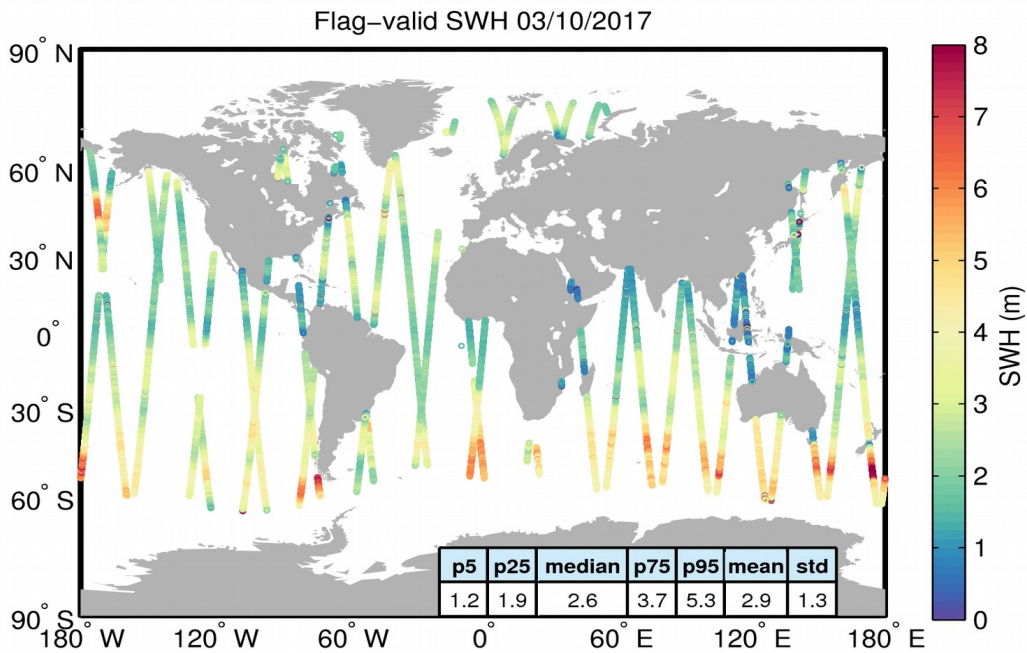 Flag–valid SWH 03/10/2017
90° N
60° N
30° N
0°
30° S
60° S
90° S
180° W
120° W
60° W
0°
60° E
120° E
180° E
8
7
6
5
4
3
2
1
0
SWH (m)
p5 p25 median p75 p95 mean std
1.2 1.9 2.6 3.7 5.3 2.9 1.3